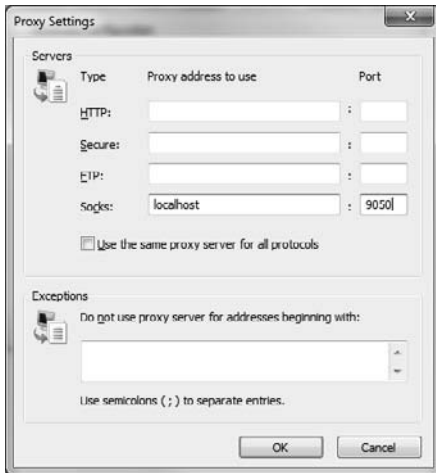 Proxy Settings
Servers
Type Proxy address to use Port
HTTP: :
Secure: :
FTP: :
Socks: localhost : 9050
Use the same proxy server for all protocols
Exceptions
Do not use proxy server for addresses beginning with:
Use semicolons ( ; ) to separate entries.
OK Cancel